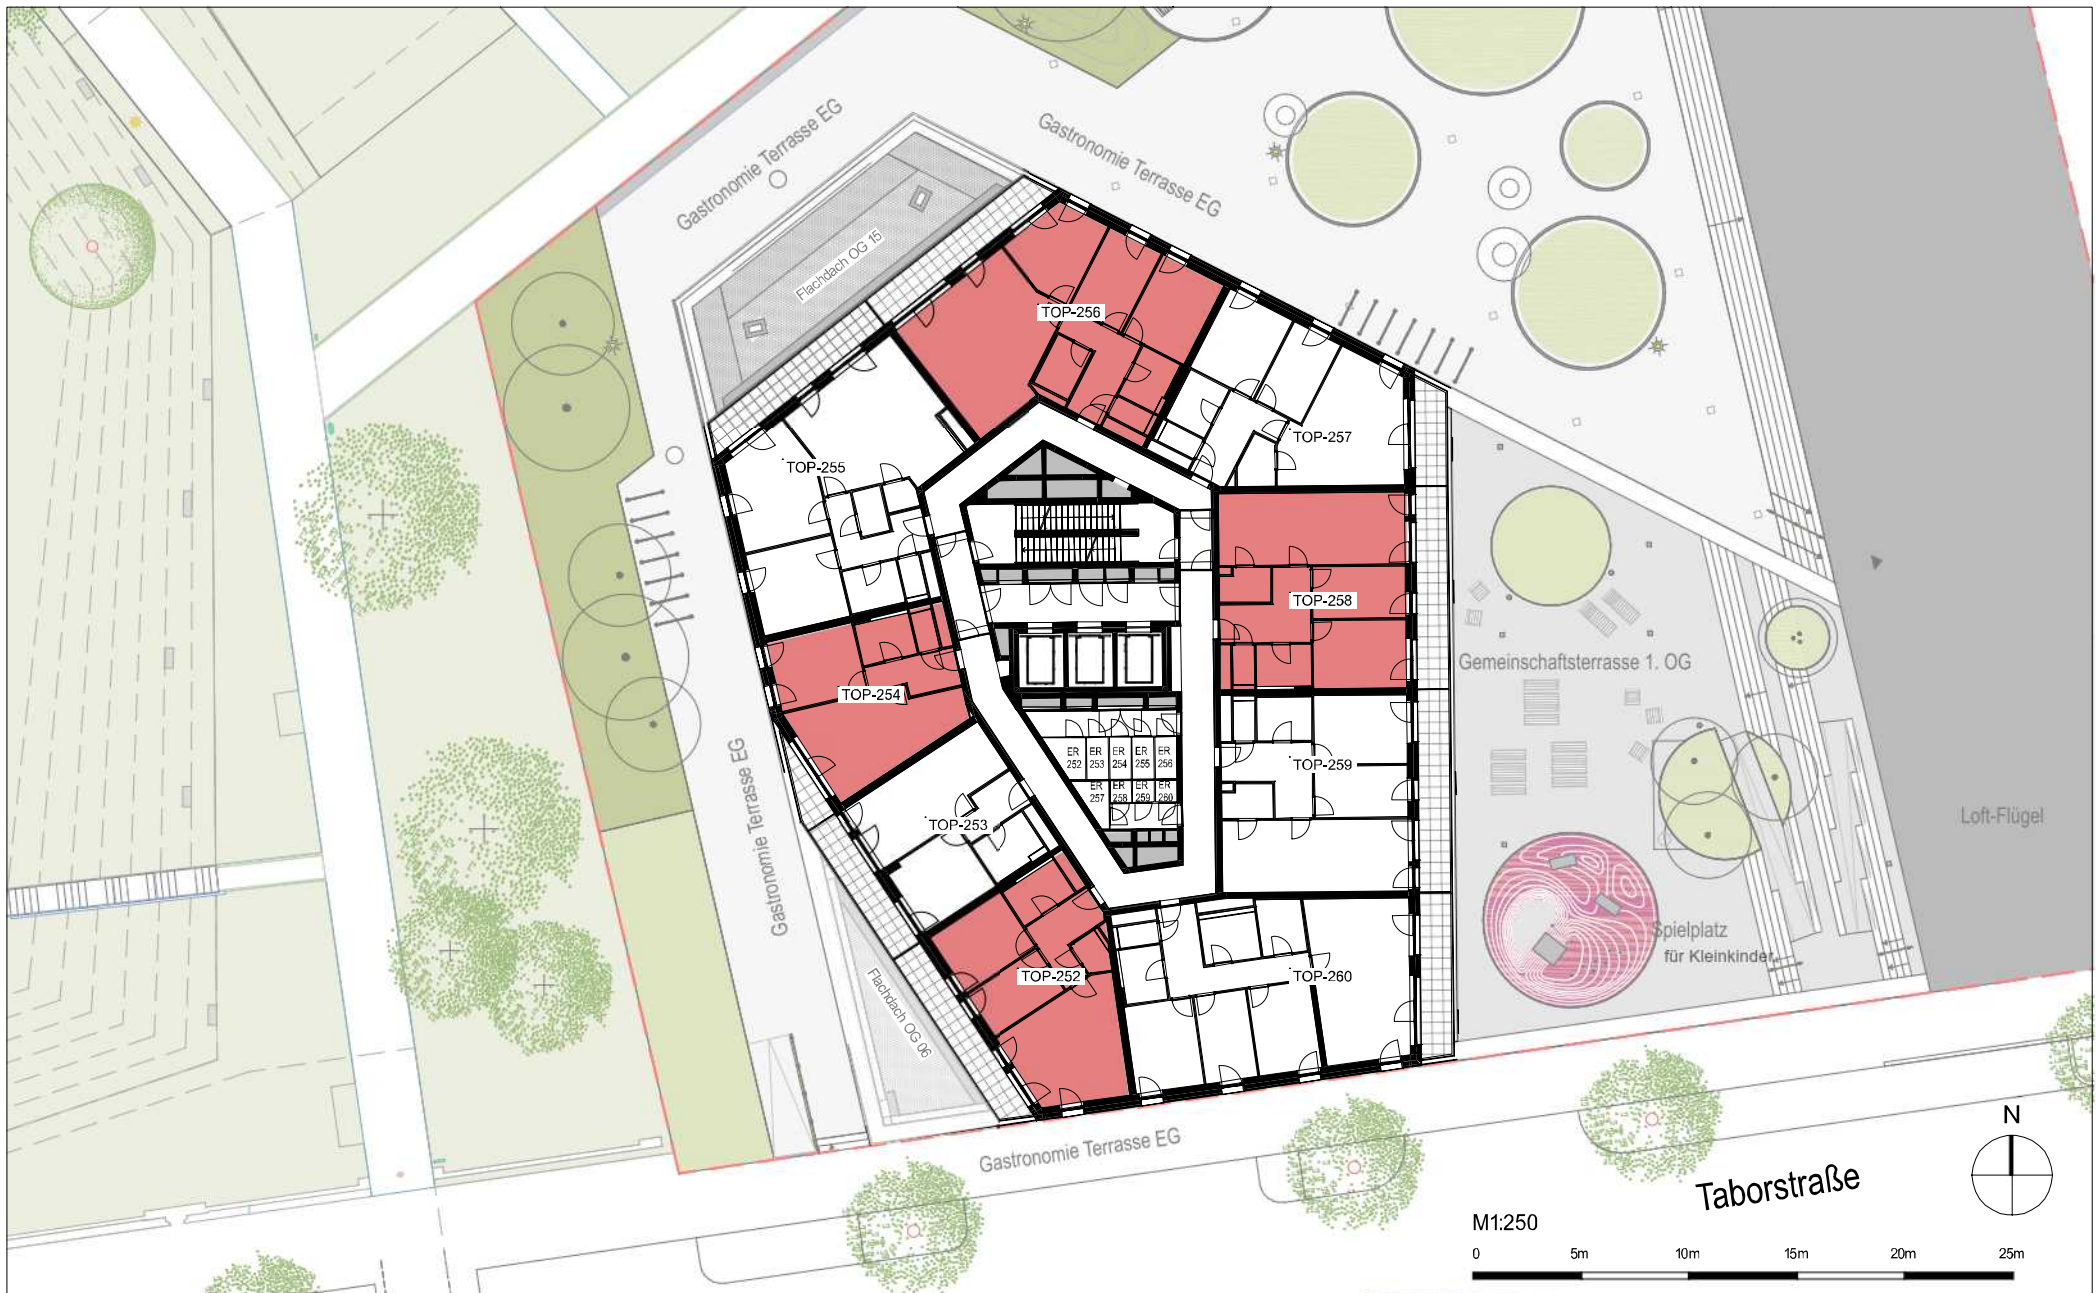 Gastronomie Terrasse EG
Gastronomie Terrasse EG
Flachdach OG 15
TOP-256
TOP-257
TOP-255
TOP-258
Gemeinschaftsterrasse 1. OG
TOP-254
ER
252
ER
253
ER
254
ER
255
ER
256
ER
257
ER
258
ER
259
ER
260
TOP-259
Gastronomie Terrasse EG
TOP-253
Loft-Flügel
Spielplatz
für Kleinkinder
TOP-252
TOP-260
Flachdach OG 06
Gastronomie Terrasse EG
N
Taborstraße
M1:250
0 5m 10m 15m 20m 25m